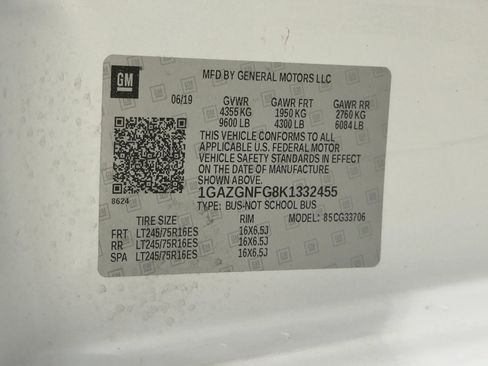 GM
MFD BY GENERAL MOTORS LLC
06/19 GVWR GAWR FRT GAWR RR
4355 KG 1950 KG 2760 KG
9600 LB 4300 LB 6084 LB
THIS VEHICLE CONFORMS TO ALL
APPLICABLE U.S. FEDERAL MOTOR
VEHICLE SAFETY STANDARDS IN EFFECT
ON THE DATE OF MANUFACTURE
SHOWN ABOVE.
1GAZGNFG8K1332455
8624 TYPE: BUS-NOT SCHOOL BUS
TIRE SIZE RIM MODEL: 85CG33706
FRT LT245/75R16ES 16X6.5J
RR LT245/75R16ES 16X6.5J
SPA LT245/75R16ES 16X6.5J